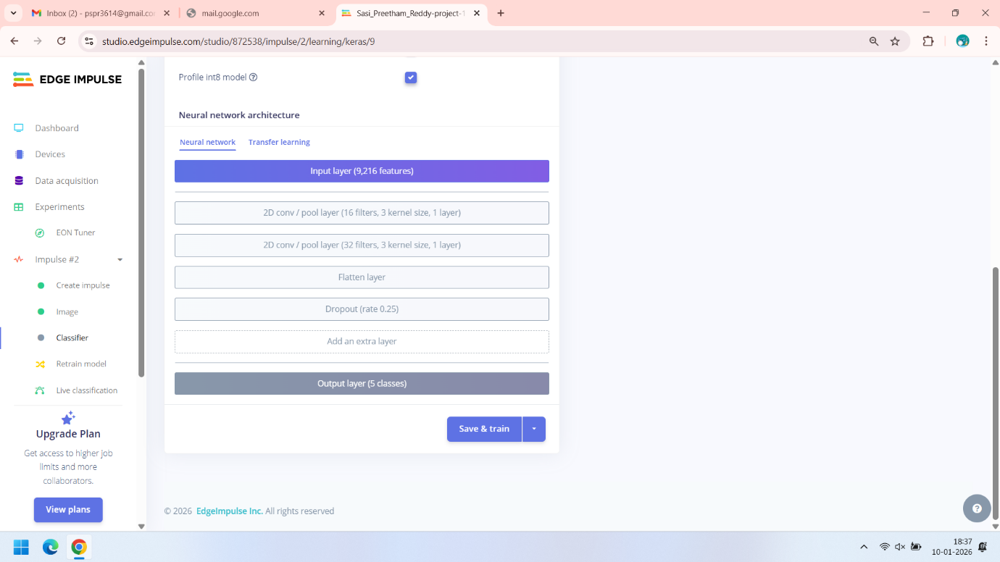 Inbox (2) - pspr3614@gmail.co
mail.google.com
Sasi_Preetham_Reddy-project-1
studio.edgeimpulse.com/studio/872538/impulse/2/learning/keras/9
EDGE IMPULSE
Dashboard
Devices
Data acquisition
Experiments
EON Tuner
Impulse #2
Create impulse
Image
Classifier
Retrain model
Live classification
Upgrade Plan
Get access to higher job
limits and more
collaborators.
View plans
Profile int8 model
Neural network architecture
Neural network Transfer learning
Input layer (9,216 features)
2D conv / pool layer (16 filters, 3 kernel size, 1 layer)
2D conv / pool layer (32 filters, 3 kernel size, 1 layer)
Flatten layer
Dropout (rate 0.25)
Add an extra layer
Output layer (5 classes)
Save & train
© 2026 EdgeImpulse Inc. All rights reserved
18:37
10-01-2026